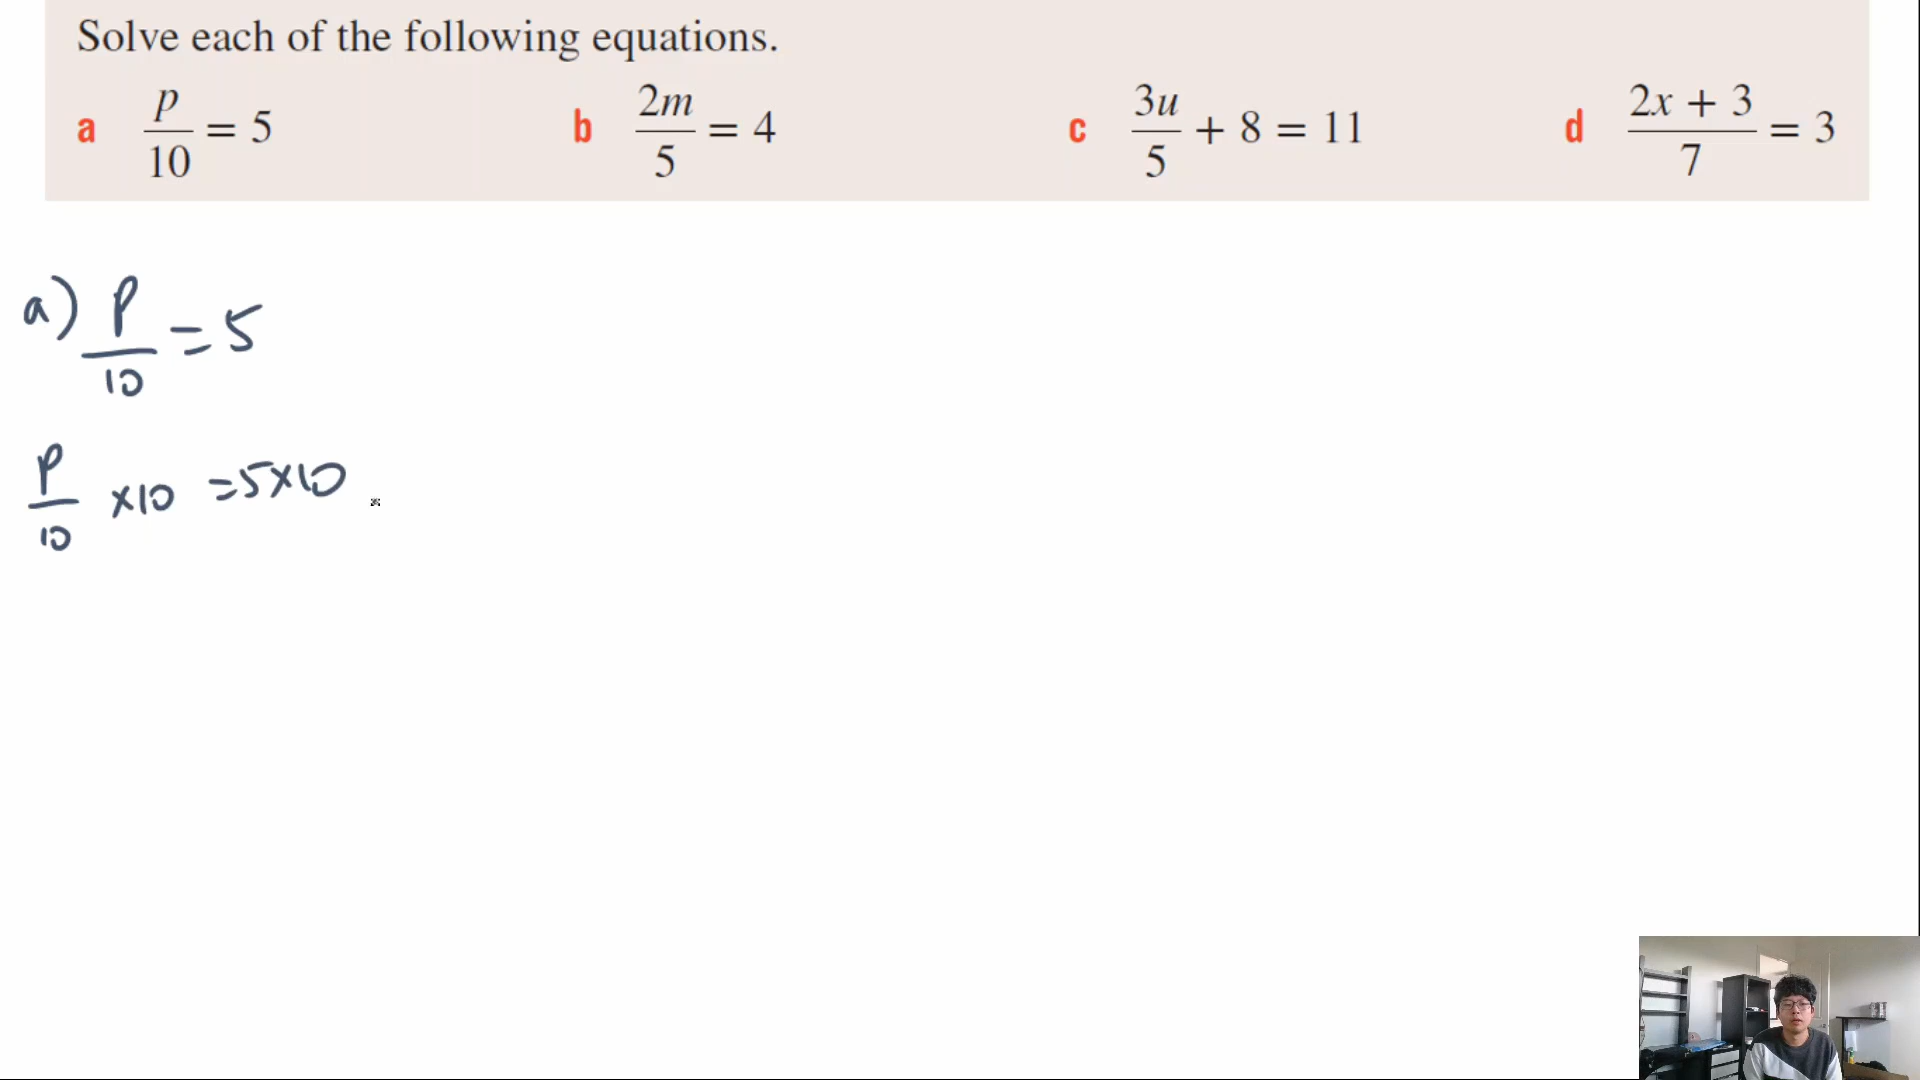 Solve each of the following equations.
a p/10 = 5 b 2m/5 = 4 c 3u/5 + 8 = 11 d 2x + 3/7 = 3
a) P/10 = 5
P/10 ×10 = 5×10